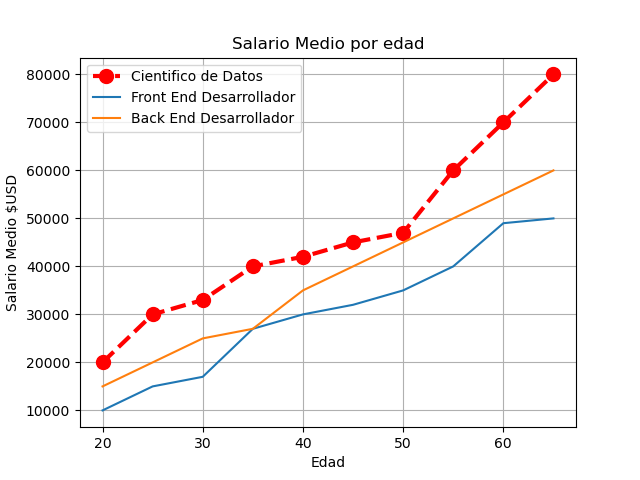 Salario Medio por edad
Cientifico de Datos
Front End Desarrollador
Back End Desarrollador
Salario Medio $USD
80000
70000
60000
50000
40000
30000
20000
10000
20 30 40 50 60
Edad